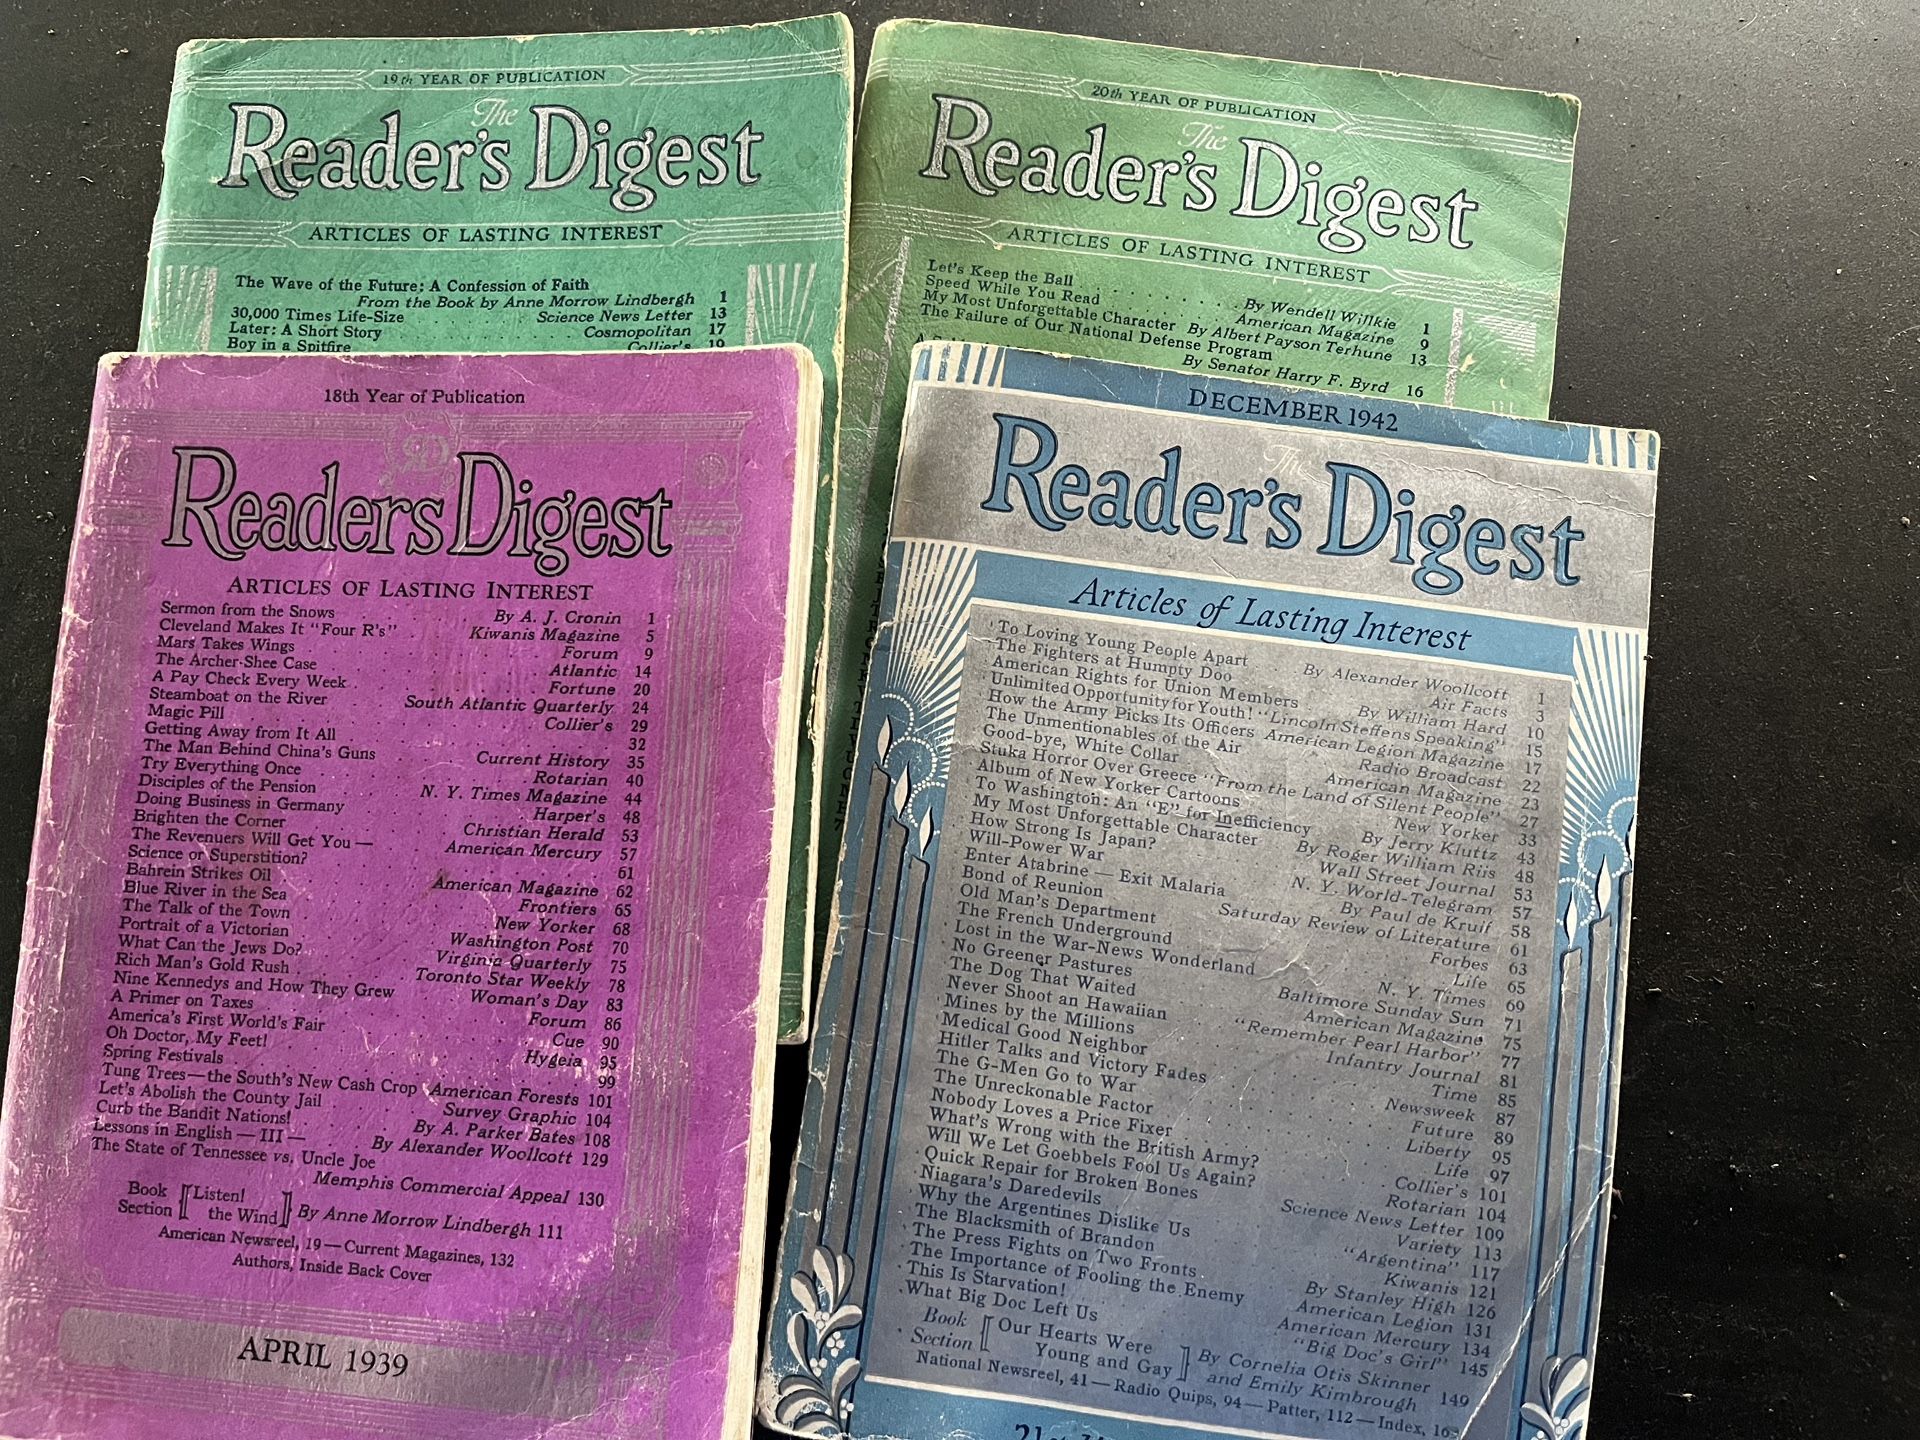 19th YEAR OF PUBLICATION
The
Reader's Digest
ARTICLES OF LASTING INTEREST
The Wave of the Future: A Confession of Faith
From the Book by Anne Morrow Lindbergh 1
30,000 Times Life-Size Science News Letter 13
Later: A Short Story Cosmopolitan 17
Boy in a Spitfire Collier's 19
20th YEAR OF PUBLICATION
The
Reader's Digest
ARTICLES OF LASTING INTEREST
Let's Keep the Ball . . . . . . . . . By Wendell Willkie 1
Speed While You Read American Magazine 9
My Most Unforgettable Character By Albert Payson Terhune 13
The Failure of Our National Defense Program
By Senator Harry F. Byrd 16
18th Year of Publication
Readers Digest
ARTICLES OF LASTING INTEREST
Sermon from the Snows By A. J. Cronin 1
Cleveland Makes It "Four R's" Kiwanis Magazine 5
Mars Takes Wings Forum 9
The Archer-Shee Case Atlantic 14
A Pay Check Every Week Fortune 20
Steamboat on the River South Atlantic Quarterly 24
Magic Pill Collier's 29
Getting Away from It All 32
The Man Behind China's Guns Current History 35
Try Everything Once Rotarian 40
Disciples of the Pension N. Y. Times Magazine 44
Doing Business in Germany Harper's 48
Brighten the Corner Christian Herald 53
The Revenuers Will Get You — American Mercury 57
Science or Superstition? 61
Bahrein Strikes Oil American Magazine 62
Blue River in the Sea Frontiers 65
The Talk of the Town New Yorker 68
Portrait of a Victorian Washington Post 70
What Can the Jews Do? Virginia Quarterly 75
Rich Man's Gold Rush Toronto Star Weekly 78
Nine Kennedys and How They Grew Woman's Day 83
A Primer on Taxes Forum 86
America's First World's Fair Cue 90
Oh Doctor, My Feet! Hygeia 95
Spring Festivals 99
Tung Trees—the South's New Cash Crop American Forests 101
Let's Abolish the County Jail Survey Graphic 104
Curb the Bandit Nations! By A. Parker Bates 108
Lessons in English — III — By Alexander Woollcott 129
The State of Tennessee vs. Uncle Joe
Memphis Commercial Appeal 130
Book Section [Listen! the Wind] By Anne Morrow Lindbergh 111
American Newsreel, 19 — Current Magazines, 132
Authors, Inside Back Cover
APRIL 1939
DECEMBER 1942
The
Reader's Digest
Articles of Lasting Interest
To Loving Young People Apart By Alexander Woollcott 1
The Fighters at Humpty Doo Air Facts 3
American Rights for Union Members By William Hard 10
Unlimited Opportunity for Youth! "Lincoln Steffens Speaking" 15
How the Army Picks Its Officers American Legion Magazine 17
The Unmentionables of the Air Radio Broadcast 22
Good-bye, White Collar American Magazine 23
Stuka Horror Over Greece "From the Land of Silent People" 27
Album of New Yorker Cartoons New Yorker 33
To Washington: An "E" for Inefficiency By Jerry Kluttz 43
My Most Unforgettable Character By Roger William Riis 48
How Strong Is Japan? Wall Street Journal 53
Will-Power War N. Y. World-Telegram 57
Enter Atabrine — Exit Malaria By Paul de Kruif 58
Bond of Reunion Saturday Review of Literature 61
Old Man's Department Forbes 63
The French Underground Life 65
Lost in the War-News Wonderland N. Y. Times 69
No Greener Pastures Baltimore Sunday Sun 71
The Dog That Waited American Magazine 75
Never Shoot an Hawaiian "Remember Pearl Harbor" 77
Mines by the Millions Infantry Journal 81
Medical Good Neighbor Time 85
Hitler Talks and Victory Fades Newsweek 87
The G-Men Go to War Future 89
The Unreckonable Factor Liberty 95
Nobody Loves a Price Fixer Life 97
What's Wrong with the British Army? Collier's 101
Will We Let Goebbels Fool Us Again? Rotarian 104
Quick Repair for Broken Bones Science News Letter 109
Niagara's Daredevils Variety 113
Why the Argentines Dislike Us "Argentina" 117
The Blacksmith of Brandon Kiwanis 121
The Press Fights on Two Fronts By Stanley High 126
The Importance of Fooling the Enemy American Legion 131
This Is Starvation! American Mercury 134
What Big Doc Left Us "Big Doc's Girl" 145
Book Section [Our Hearts Were Young and Gay] By Cornelia Otis Skinner and Emily Kimbrough 149
National Newsreel, 41 — Radio Quips, 94 — Patter, 112 — Index,